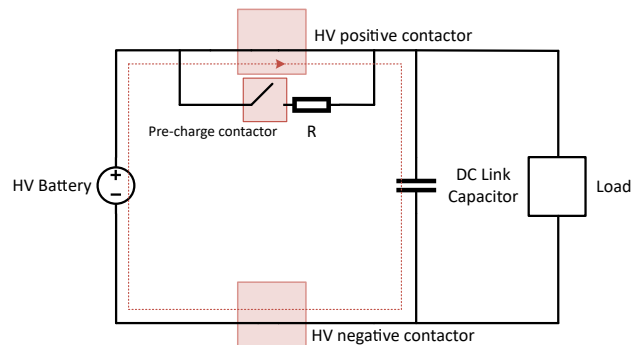 HV positive contactor
Pre-charge contactor
R
+
−
HV Battery
DC Link
Capacitor
Load
HV negative contactor